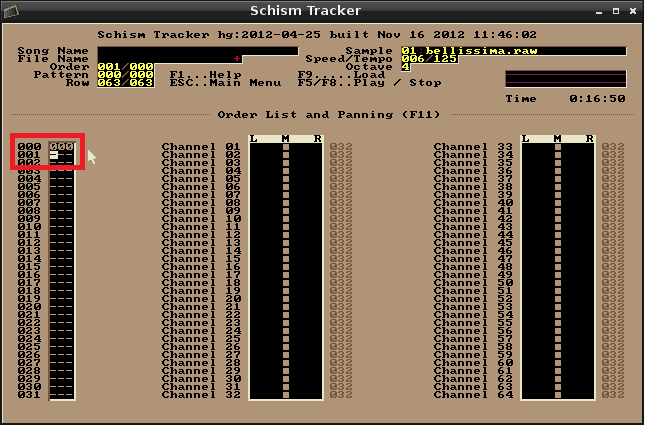 Schism Tracker
Schism Tracker hg:2012-04-25 built Nov 16 2012 11:46:02
Song Name Sample 01 bellissima.raw
File Name + Speed/Tempo 006/125
Order 001/000 Octave 4
Pattern 000/000 F1...Help F9.....Load
Row 063/063 ESC..Main Menu F5/F8..Play / Stop
Time 0:16:50
Order List and Panning (F11)
L M R L M R
000 000 Channel 01 032 Channel 33 032
001 --- Channel 02 032 Channel 34 032
002 --- Channel 03 032 Channel 35 032
003 --- Channel 04 032 Channel 36 032
004 --- Channel 05 032 Channel 37 032
005 --- Channel 06 032 Channel 38 032
006 --- Channel 07 032 Channel 39 032
007 --- Channel 08 032 Channel 40 032
008 --- Channel 09 032 Channel 41 032
009 --- Channel 10 032 Channel 42 032
010 --- Channel 11 032 Channel 43 032
011 --- Channel 12 032 Channel 44 032
012 --- Channel 13 032 Channel 45 032
013 --- Channel 14 032 Channel 46 032
014 --- Channel 15 032 Channel 47 032
015 --- Channel 16 032 Channel 48 032
016 --- Channel 17 032 Channel 49 032
017 --- Channel 18 032 Channel 50 032
018 --- Channel 19 032 Channel 51 032
019 --- Channel 20 032 Channel 52 032
020 --- Channel 21 032 Channel 53 032
021 --- Channel 22 032 Channel 54 032
022 --- Channel 23 032 Channel 55 032
023 --- Channel 24 032 Channel 56 032
024 --- Channel 25 032 Channel 57 032
025 --- Channel 26 032 Channel 58 032
026 --- Channel 27 032 Channel 59 032
027 --- Channel 28 032 Channel 60 032
028 --- Channel 29 032 Channel 61 032
029 --- Channel 30 032 Channel 62 032
030 --- Channel 31 032 Channel 63 032
031 --- Channel 32 032 Channel 64 032